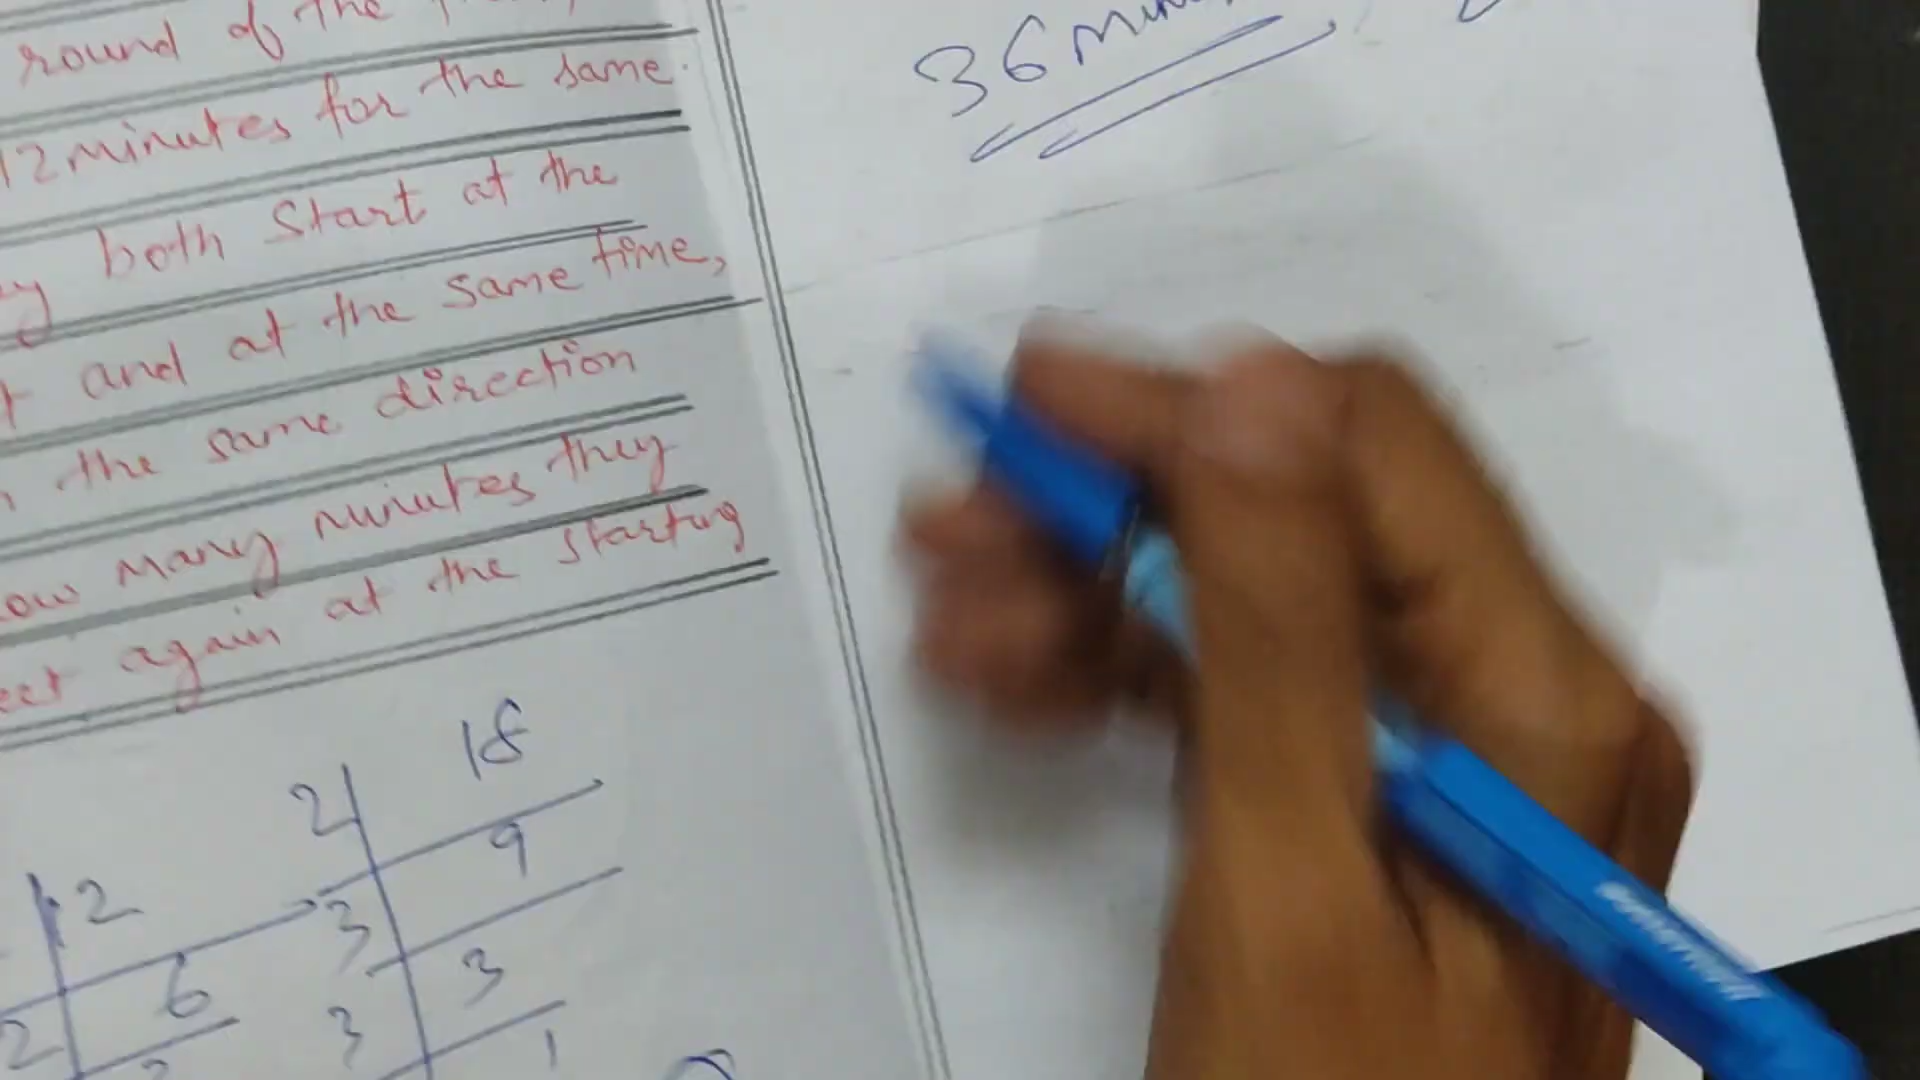 round of the
12 minutes for the same.
both Start at the
and at the same time,
the same direction
many minutes they
again at the starting
2 18
3 9
3 3
1
12
6
2
36